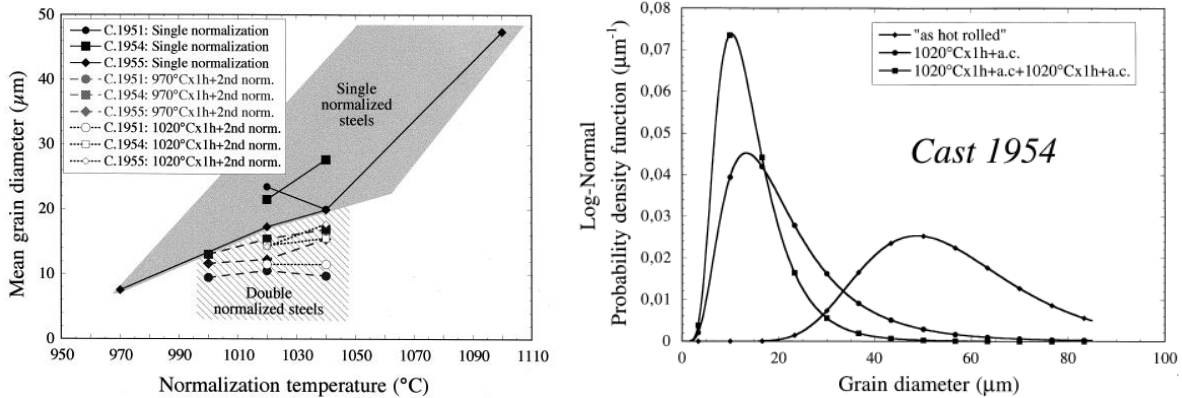 50
40
30
20
10
0
Mean grain diameter (μm)
C.1951: Single normalization
C.1954: Single normalization
C.1955: Single normalization
C.1951: 970°Cx1h+2nd norm.
C.1954: 970°Cx1h+2nd norm.
C.1955: 970°Cx1h+2nd norm.
C.1951: 1020°Cx1h+2nd norm.
C.1954: 1020°Cx1h+2nd norm.
C.1955: 1020°Cx1h+2nd norm.
Single
normalized
steels
Double
normalized steels
950 970 990 1010 1030 1050 1070 1090 1110
Normalization temperature (°C)
0,08
0,07
0,06
0,05
0,04
0,03
0,02
0,01
0
Log-Normal
Probability density function (μm⁻¹)
"as hot rolled"
1020°Cx1h+a.c.
1020°Cx1h+a.c+1020°Cx1h+a.c.
Cast 1954
0 20 40 60 80 100
Grain diameter (μm)